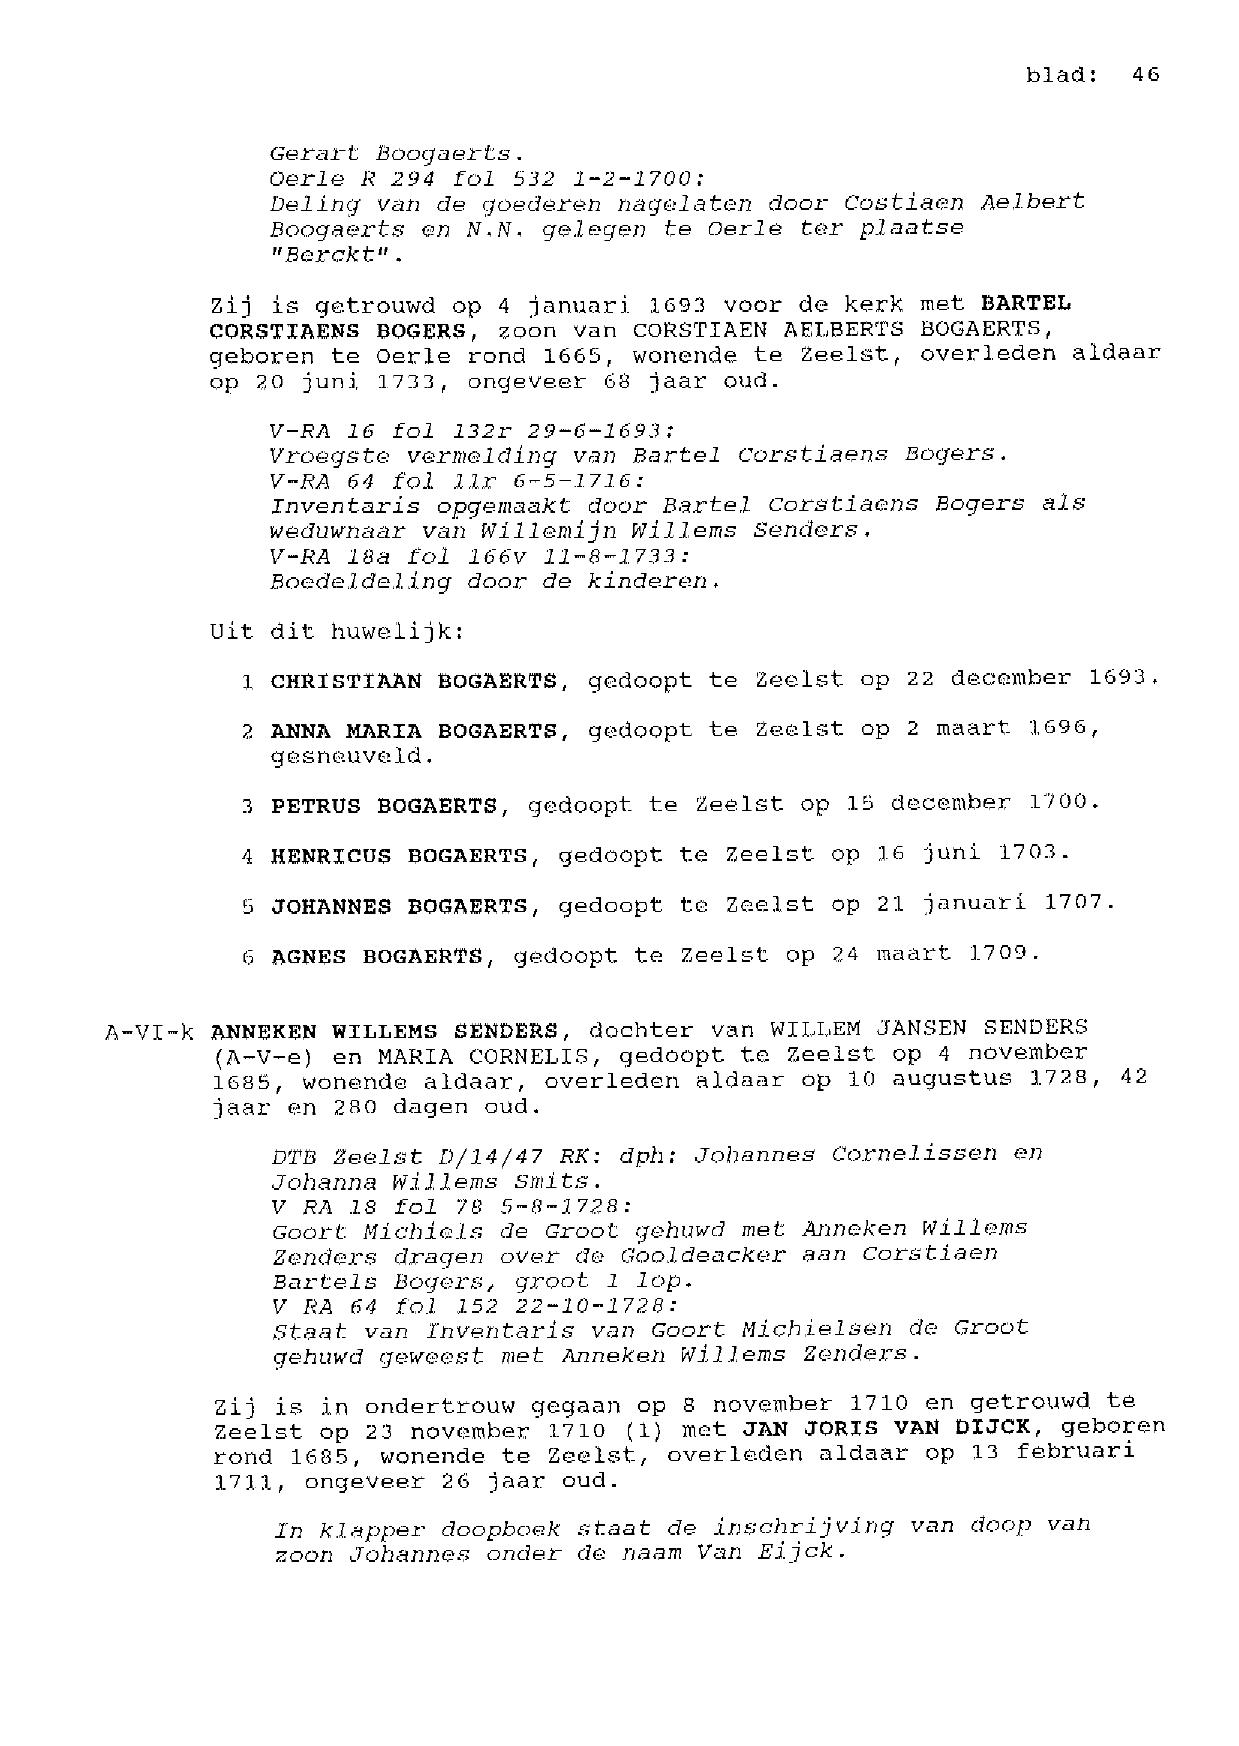 blad: 46
Gerart Boogaerts.
Oerle R 294 fol 532 1-2-1700:
Deling van de goederen nagelaten door Costiaen Aelbert
Boogaerts en N.N. gelegen te Oerle ter plaatse
"Berckt".
Zij is getrouwd op 4 januari 1693 voor de kerk met BARTEL
CORSTIAENS BOGERS, zoon van CORSTIAEN AELBERTS BOGAERTS,
geboren te Oerle rond 1665, wonende te Zeelst, overleden aldaar
op 20 juni 1733, ongeveer 68 jaar oud.
V-RA 16 fol 132r 29-6-1693:
Vroegste vermelding van Bartel Corstiaens Bogers.
V-RA 64 fol 11r 6-5-1716:
Inventaris opgemaakt door Bartel Corstiaens Bogers als
weduwnaar van Willemijn Willems Senders.
V-RA 18a fol 166v 11-8-1733:
Boedeldeling door de kinderen.
Uit dit huwelijk:
1 CHRISTIAAN BOGAERTS, gedoopt te Zeelst op 22 december 1693.
2 ANNA MARIA BOGAERTS, gedoopt te Zeelst op 2 maart 1696,
gesneuveld.
3 PETRUS BOGAERTS, gedoopt te Zeelst op 15 december 1700.
4 HENRICUS BOGAERTS, gedoopt te Zeelst op 16 juni 1703.
5 JOHANNES BOGAERTS, gedoopt te Zeelst op 21 januari 1707.
6 AGNES BOGAERTS, gedoopt te Zeelst op 24 maart 1709.
A-VI-k ANNEKEN WILLEMS SENDERS, dochter van WILLEM JANSEN SENDERS
(A-V-e) en MARIA CORNELIS, gedoopt te Zeelst op 4 november
1685, wonende aldaar, overleden aldaar op 10 augustus 1728, 42
jaar en 280 dagen oud.
DTB Zeelst D/14/47 RK: dph: Johannes Cornelissen en
Johanna Willems Smits.
V RA 18 fol 78 5-8-1728:
Goort Michiels de Groot gehuwd met Anneken Willems
Zenders dragen over de Gooldeacker aan Corstiaen
Bartels Bogers, groot 1 lop.
V RA 64 fol 152 22-10-1728:
Staat van Inventaris van Goort Michielsen de Groot
gehuwd geweest met Anneken Willems Zenders.
Zij is in ondertrouw gegaan op 8 november 1710 en getrouwd te
Zeelst op 23 november 1710 (1) met JAN JORIS VAN DIJCK, geboren
rond 1685, wonende te Zeelst, overleden aldaar op 13 februari
1711, ongeveer 26 jaar oud.
In klapper doopboek staat de inschrijving van doop van
zoon Johannes onder de naam Van Eijck.